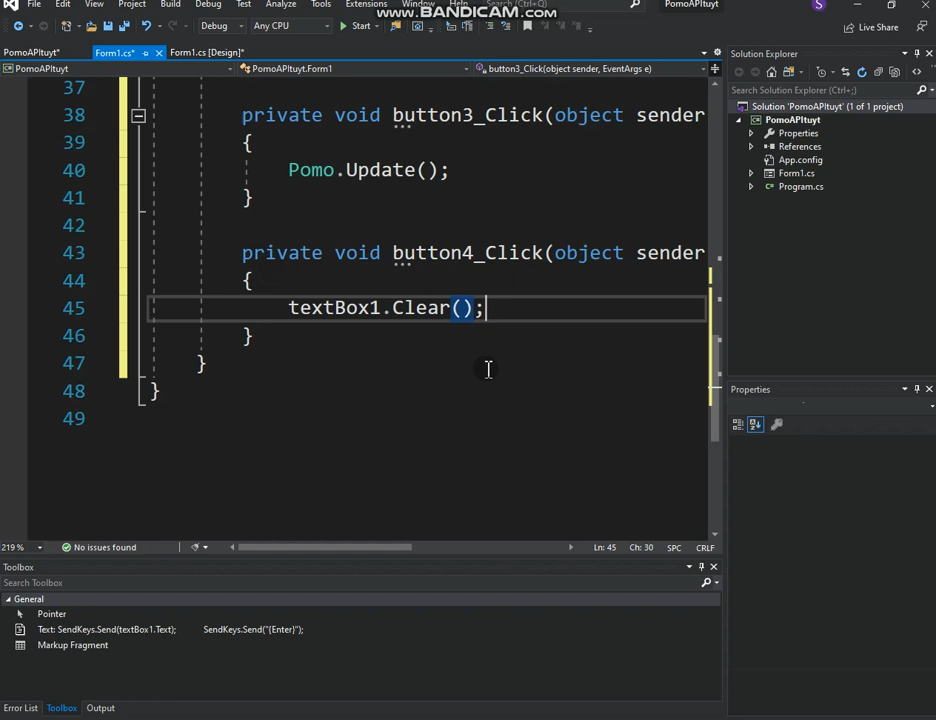 File Edit View Project Build Debug Test Analyze Tools Extensions Window Help Search (Ctrl+Q) PomoAPItuyt S
www.BANDICAM.com
Debug Any CPU Start Live Share
PomoAPItuyt* Form1.cs* Form1.cs [Design]*
PomoAPItuyt PomoAPItuyt.Form1 button3_Click(object sender, EventArgs e)
37
38 private void button3_Click(object sender
39 {
40 Pomo.Update();
41 }
42
43 private void button4_Click(object sender
44 {
45 textBox1.Clear();
46 }
47 }
48 }
49
219 % No issues found Ln: 45 Ch: 30 SPC CRLF
Toolbox
Search Toolbox
General
Pointer
Text: SendKeys.Send(textBox1.Text); SendKeys.Send("{Enter}");
Markup Fragment
Error List Toolbox Output
Solution Explorer
Search Solution Explorer (Ctrl+;)
Solution 'PomoAPItuyt' (1 of 1 project)
PomoAPItuyt
Properties
References
App.config
Form1.cs
Program.cs
Properties